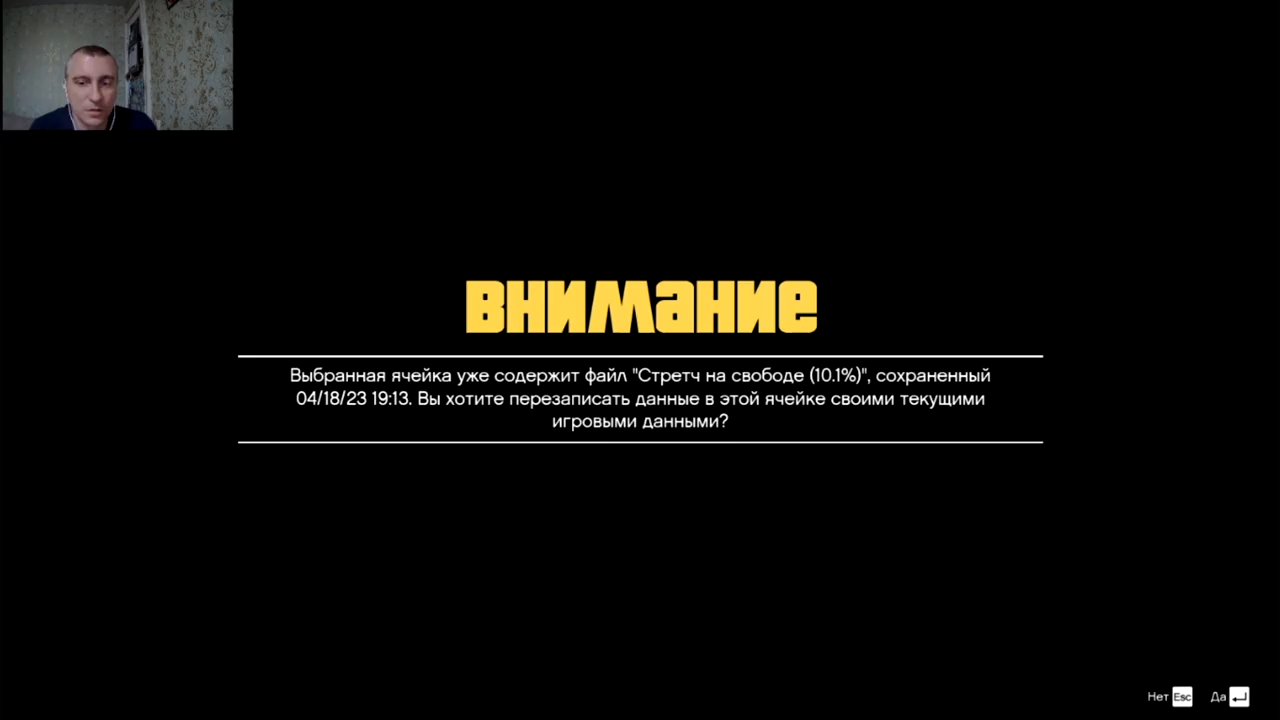 внимание
Выбранная ячейка уже содержит файл "Стретч на свободе (10.1%)", сохраненный
04/18/23 19:13. Вы хотите перезаписать данные в этой ячейке своими текущими
игровыми данными?
Нет Esc Да